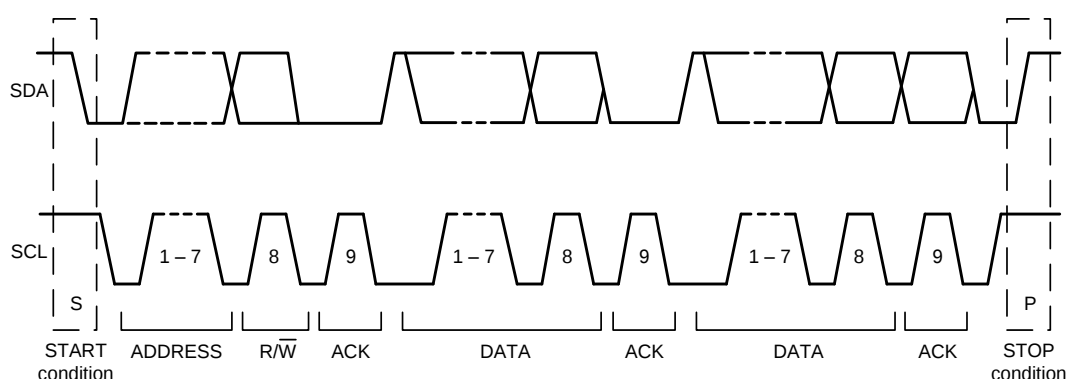 SDA
SCL
1 – 7 8 9 1 – 7 8 9 1 – 7 8 9
S P
START condition
ADDRESS
R/W̅
ACK
DATA
ACK
DATA
ACK
STOP condition